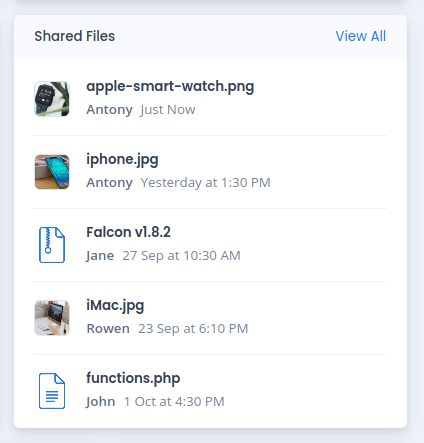 Shared Files View All
apple-smart-watch.png
Antony Just Now
iphone.jpg
Antony Yesterday at 1:30 PM
Falcon v1.8.2
Jane 27 Sep at 10:30 AM
iMac.jpg
Rowen 23 Sep at 6:10 PM
functions.php
John 1 Oct at 4:30 PM